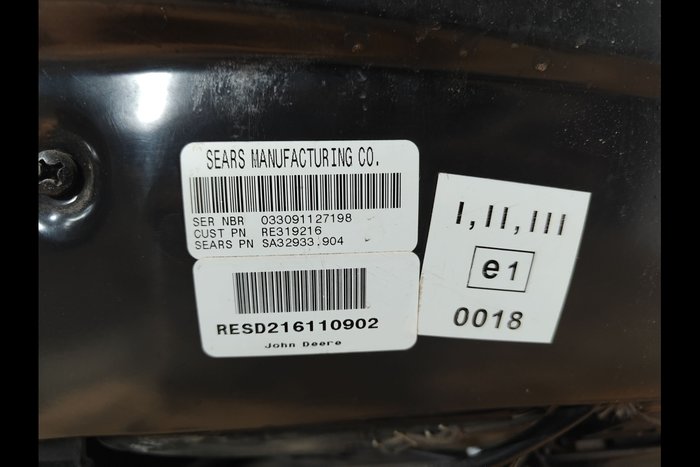 SEARS MANUFACTURING CO.
SER NBR 033091127198
CUST PN RE319216
SEARS PN SA32933.904
RESD216110902
John Deere
I,II,III
e1
0018